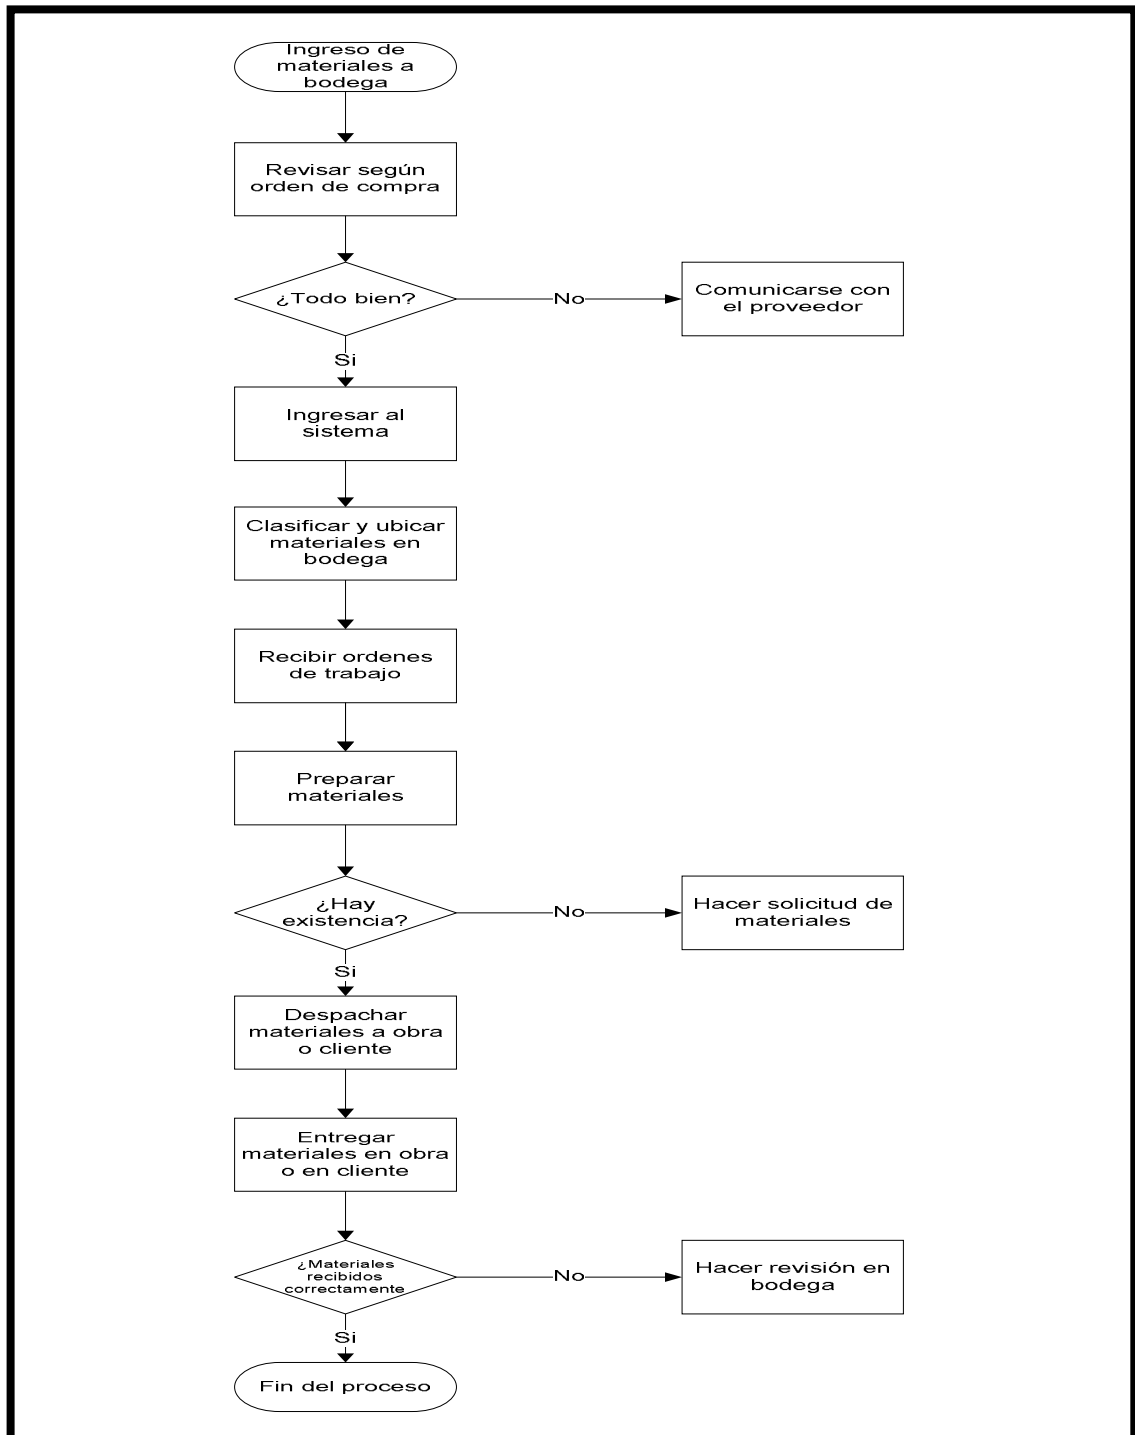 Ingreso de
materiales a
bodega
Revisar según
orden de compra
¿Todo bien?
No
Comunicarse con
el proveedor
Si
Ingresar al
sistema
Clasificar y ubicar
materiales en
bodega
Recibir ordenes
de trabajo
Preparar
materiales
¿Hay
existencia?
No
Hacer solicitud de
materiales
Si
Despachar
materiales a obra
o cliente
Entregar
materiales en obra
o en cliente
¿Materiales
recibidos
correctamente
No
Hacer revisión en
bodega
Si
Fin del proceso